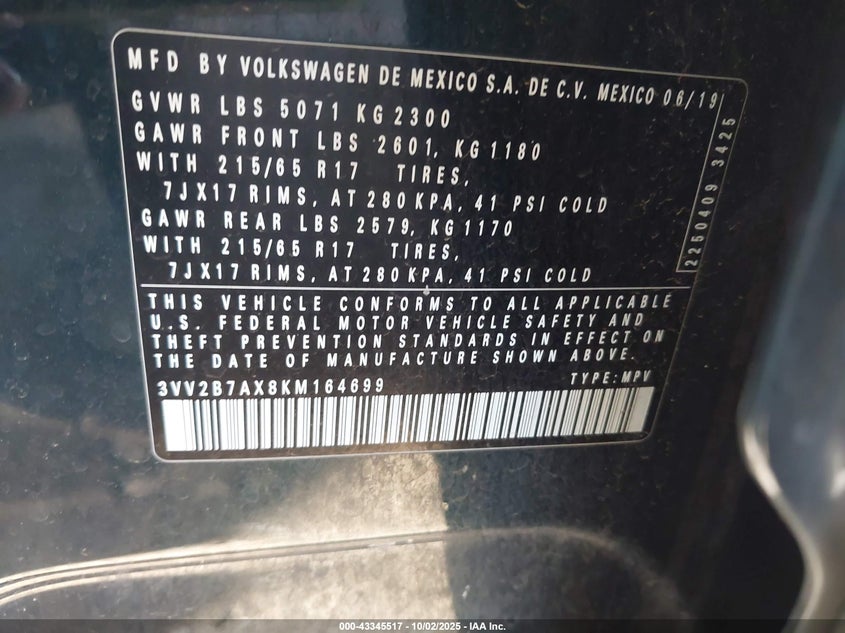 MFD BY VOLKSWAGEN DE MEXICO S.A. DE C.V. MEXICO 06/19
GVWR LBS 5071 KG 2300
GAWR FRONT LBS 2601, KG 1180
WITH 215/65 R17 TIRES,
7JX17 RIMS, AT 280 KPA, 41 PSI COLD
GAWR REAR LBS 2579, KG 1170
WITH 215/65 R17 TIRES,
7JX17 RIMS, AT 280 KPA, 41 PSI COLD
2250409 3425
THIS VEHICLE CONFORMS TO ALL APPLICABLE
U.S. FEDERAL MOTOR VEHICLE SAFETY AND
THEFT PREVENTION STANDARDS IN EFFECT ON
THE DATE OF MANUFACTURE SHOWN ABOVE.
3VV2B7AX8KM164699 TYPE: MPV
000-43345517 - 10/02/2025 - IAA Inc.